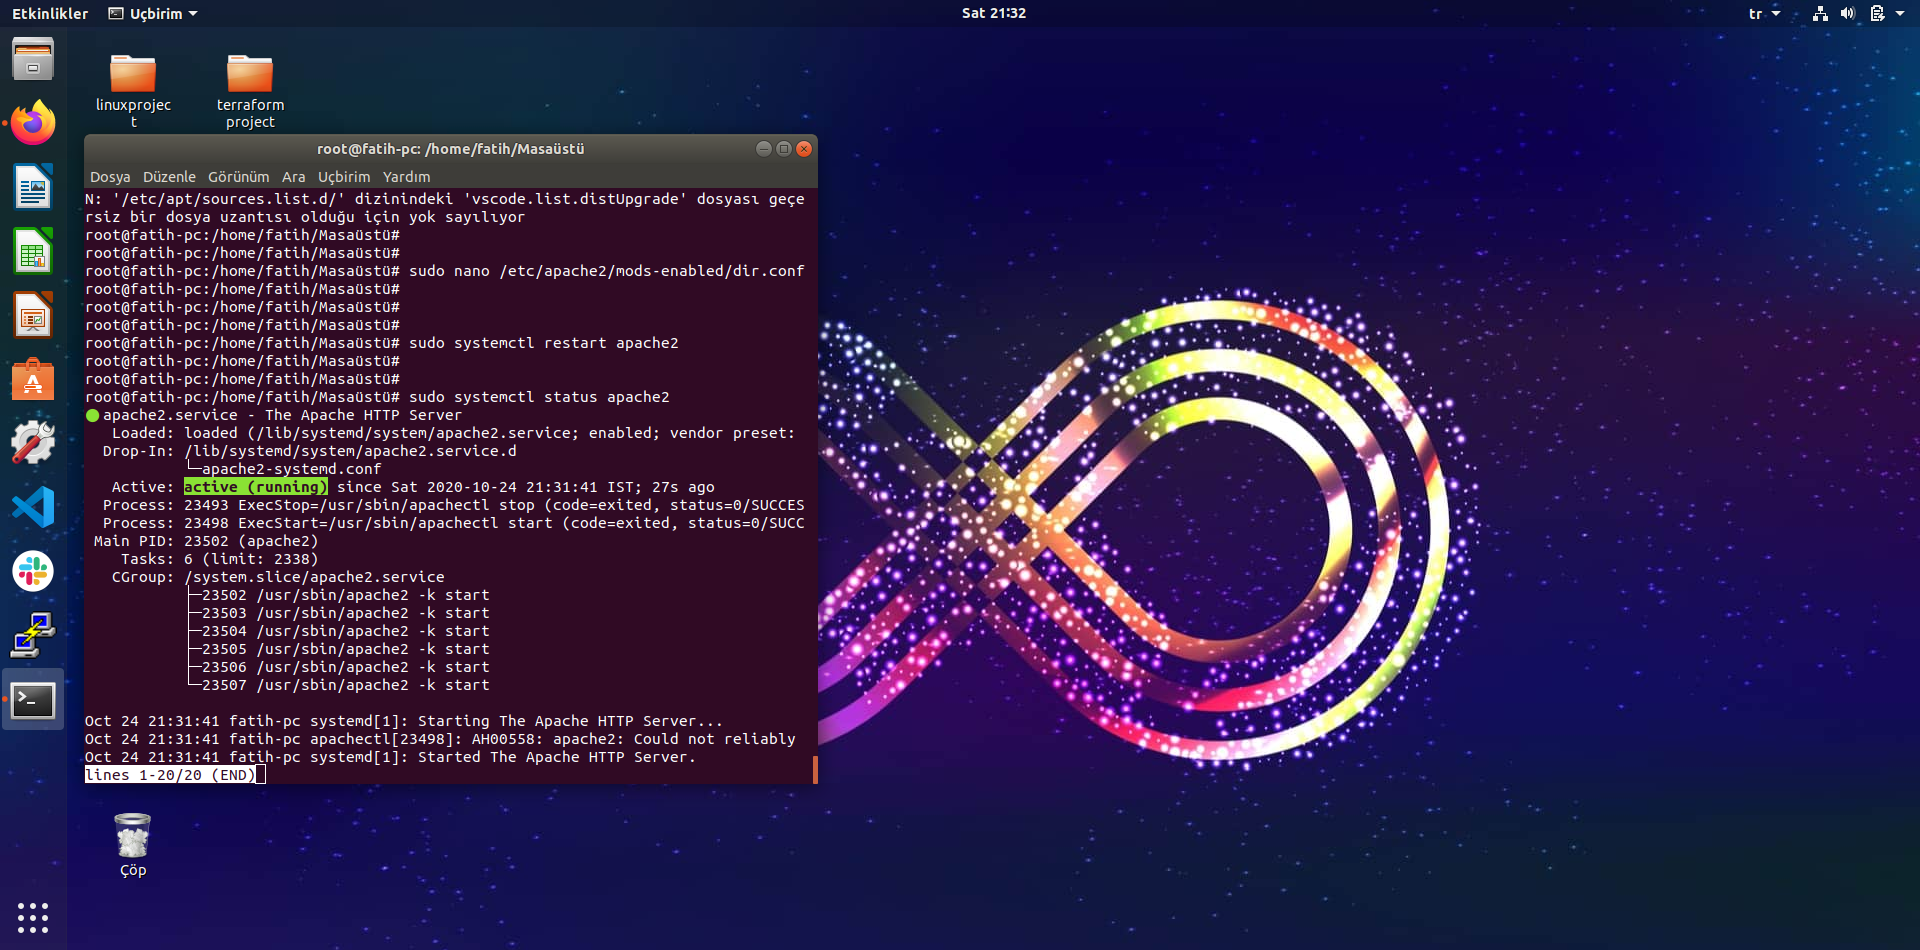 Etkinlikler
Uçbirim
Sat 21:32
tr
linuxprojec
t
terraform
project
root@fatih-pc: /home/fatih/Masaüstü
Dosya Düzenle Görünüm Ara Uçbirim Yardım
N: '/etc/apt/sources.list.d/' dizinindeki 'vscode.list.distUpgrade' dosyası geçe
rsiz bir dosya uzantısı olduğu için yok sayılıyor
root@fatih-pc:/home/fatih/Masaüstü#
root@fatih-pc:/home/fatih/Masaüstü#
root@fatih-pc:/home/fatih/Masaüstü# sudo nano /etc/apache2/mods-enabled/dir.conf
root@fatih-pc:/home/fatih/Masaüstü#
root@fatih-pc:/home/fatih/Masaüstü#
root@fatih-pc:/home/fatih/Masaüstü#
root@fatih-pc:/home/fatih/Masaüstü# sudo systemctl restart apache2
root@fatih-pc:/home/fatih/Masaüstü#
root@fatih-pc:/home/fatih/Masaüstü#
root@fatih-pc:/home/fatih/Masaüstü# sudo systemctl status apache2
● apache2.service - The Apache HTTP Server
   Loaded: loaded (/lib/systemd/system/apache2.service; enabled; vendor preset:
  Drop-In: /lib/systemd/system/apache2.service.d
           └─apache2-systemd.conf
   Active: active (running) since Sat 2020-10-24 21:31:41 IST; 27s ago
  Process: 23493 ExecStop=/usr/sbin/apachectl stop (code=exited, status=0/SUCCES
  Process: 23498 ExecStart=/usr/sbin/apachectl start (code=exited, status=0/SUCC
 Main PID: 23502 (apache2)
    Tasks: 6 (limit: 2338)
   CGroup: /system.slice/apache2.service
           ├─23502 /usr/sbin/apache2 -k start
           ├─23503 /usr/sbin/apache2 -k start
           ├─23504 /usr/sbin/apache2 -k start
           ├─23505 /usr/sbin/apache2 -k start
           ├─23506 /usr/sbin/apache2 -k start
           └─23507 /usr/sbin/apache2 -k start
Oct 24 21:31:41 fatih-pc systemd[1]: Starting The Apache HTTP Server...
Oct 24 21:31:41 fatih-pc apachectl[23498]: AH00558: apache2: Could not reliably
Oct 24 21:31:41 fatih-pc systemd[1]: Started The Apache HTTP Server.
lines 1-20/20 (END)
Çöp